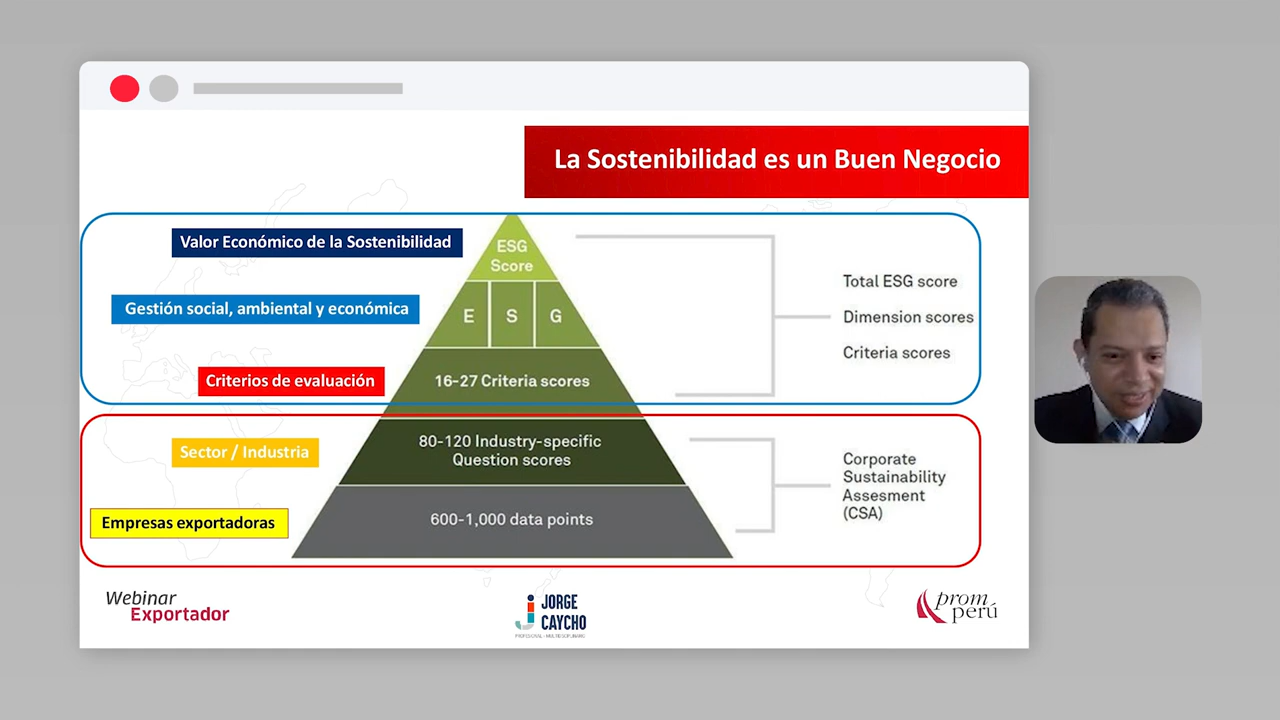 La Sostenibilidad es un Buen Negocio
Valor Económico de la Sostenibilidad
ESG
Score
Gestión social, ambiental y económica
E S G
Criterios de evaluación
16-27 Criteria scores
Total ESG score
Dimension scores
Criteria scores
Sector / Industria
80-120 Industry-specific
Question scores
Empresas exportadoras
600-1,000 data points
Corporate
Sustainability
Assesment
(CSA)
Webinar
Exportador
JORGE
CAYCHO
PROFESIONAL - MULTIDISCIPLINARIO
prom
perú